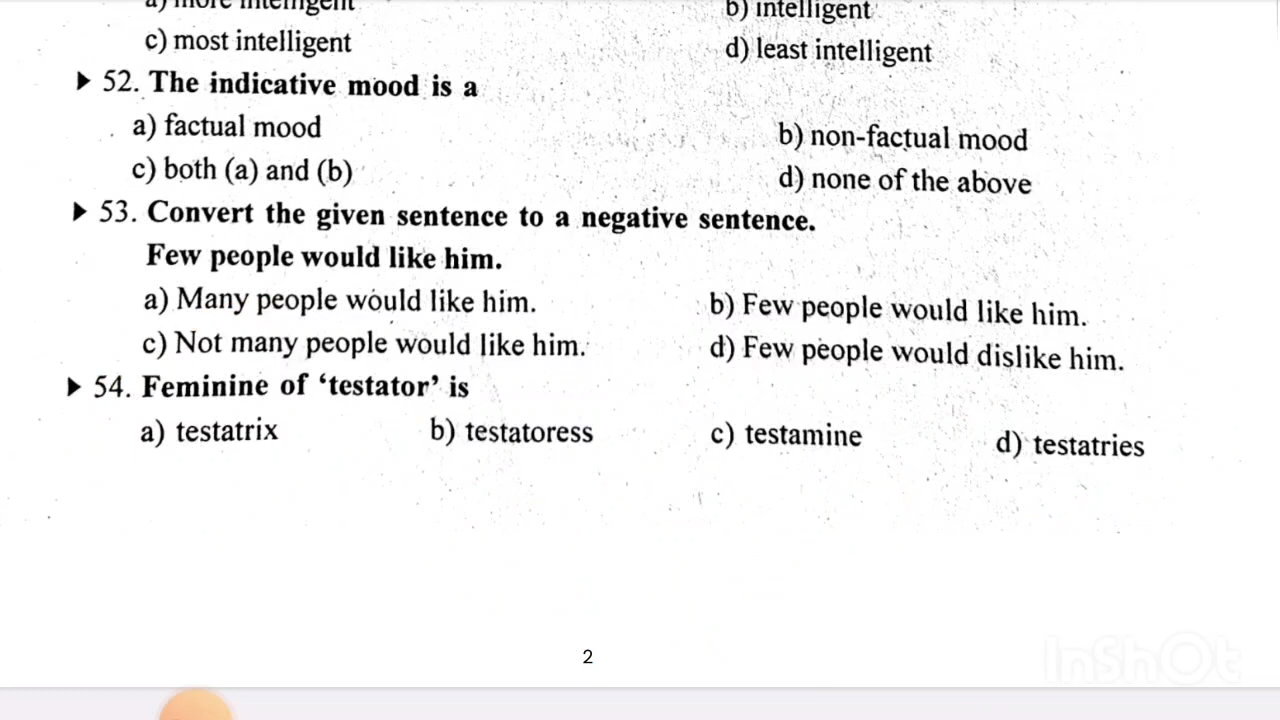 a) more intelligent b) intelligent
c) most intelligent d) least intelligent
52. The indicative mood is a
a) factual mood b) non-factual mood
c) both (a) and (b) d) none of the above
53. Convert the given sentence to a negative sentence.
Few people would like him.
a) Many people would like him. b) Few people would like him.
c) Not many people would like him. d) Few people would dislike him.
54. Feminine of ‘testator’ is
a) testatrix b) testatoress c) testamine d) testatries
2
InShOt